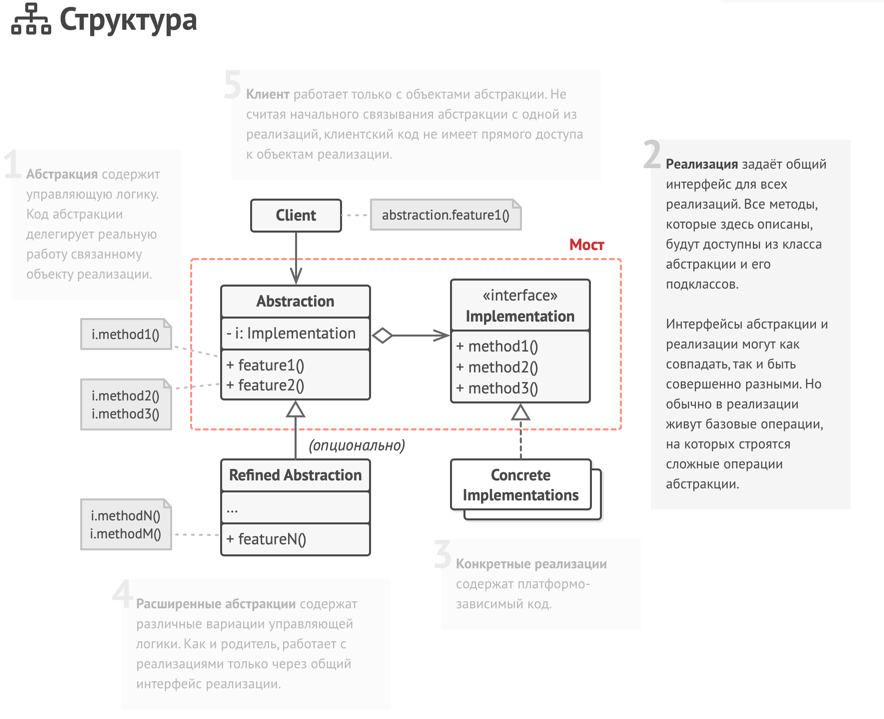 Структура
5
Клиент работает только с объектами абстракции. Не
считая начального связывания абстракции с одной из
реализаций, клиентский код не имеет прямого доступа
к объектам реализации.
1
Абстракция содержит
управляющую логику.
Код абстракции
делегирует реальную
работу связанному
объекту реализации.
2
Реализация задаёт общий
интерфейс для всех
реализаций. Все методы,
которые здесь описаны,
будут доступны из класса
абстракции и его
подклассов.
Интерфейсы абстракции и
реализации могут как
совпадать, так и быть
совершенно разными. Но
обычно в реализации
живут базовые операции,
на которых строятся
сложные операции
абстракции.
Client
abstraction.feature1()
Мост
Abstraction
- i: Implementation
+ feature1()
+ feature2()
«interface»
Implementation
+ method1()
+ method2()
+ method3()
i.method1()
i.method2()
i.method3()
(опционально)
Refined Abstraction
...
+ featureN()
Concrete
Implementations
i.methodN()
i.methodM()
3
Конкретные реализации
содержат платформо-
зависимый код.
4
Расширенные абстракции содержат
различные вариации управляющей
логики. Как и родитель, работает с
реализациями только через общий
интерфейс реализации.